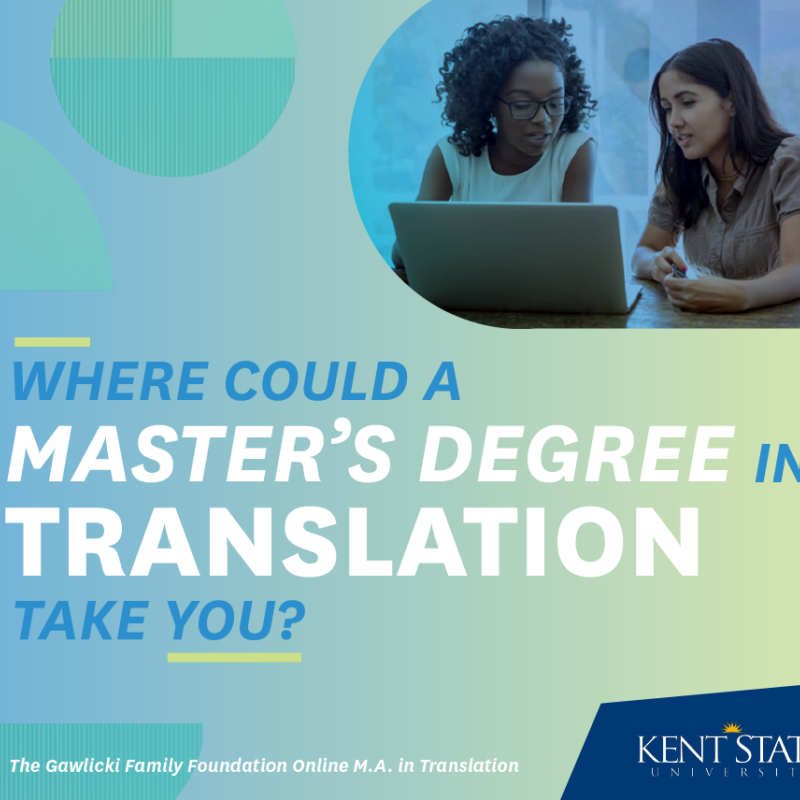 WHERE COULD A
MASTER'S DEGREE IN
TRANSLATION
TAKE YOU?
The Gawlicki Family Foundation Online M.A. in Translation
KENT STAT
UNIVERSIT